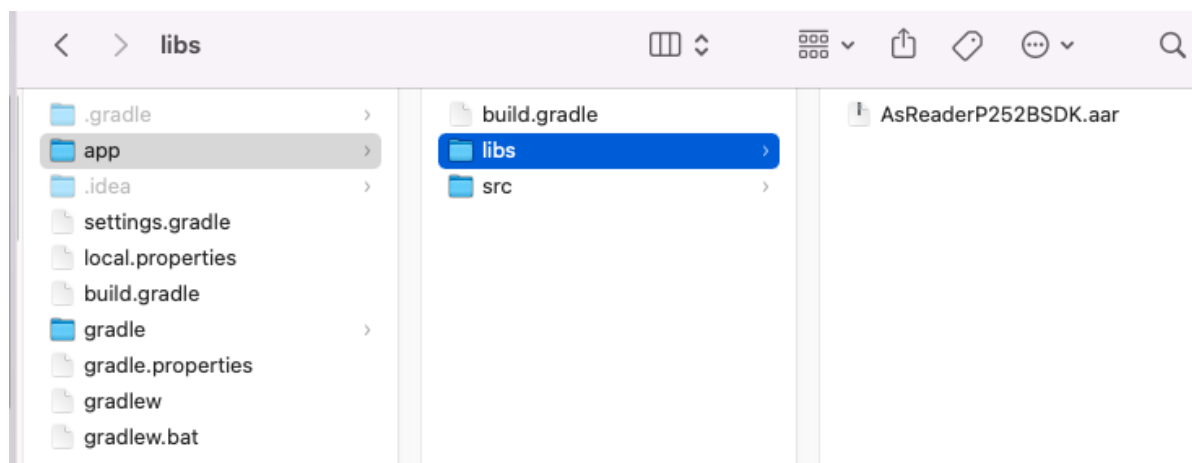 libs
.gradle
app
.idea
settings.gradle
local.properties
build.gradle
gradle
gradle.properties
gradlew
gradlew.bat
build.gradle
libs
src
AsReaderP252BSDK.aar